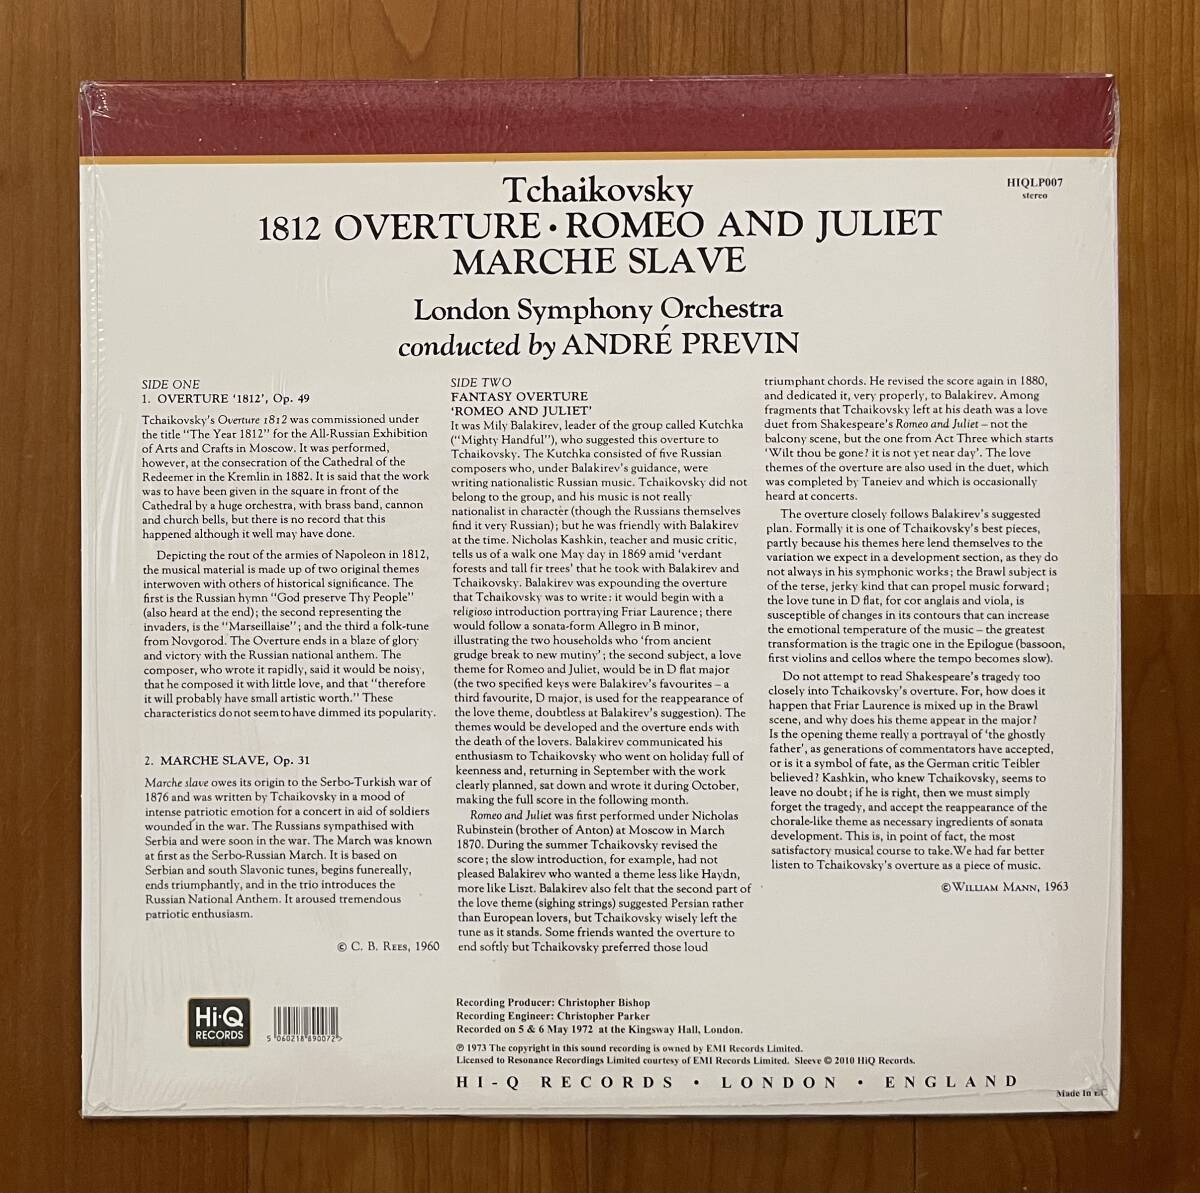 Tchaikovsky
1812 OVERTURE • ROMEO AND JULIET
MARCHE SLAVE
HIQLP007
stereo
London Symphony Orchestra
conducted by ANDRÉ PREVIN
SIDE ONE
1. OVERTURE ‘1812’, Op. 49
Tchaikovsky's Overture 1812 was commissioned under
the title “The Year 1812” for the All-Russian Exhibition
of Arts and Crafts in Moscow. It was performed,
however, at the consecration of the Cathedral of the
Redeemer in the Kremlin in 1882. It is said that the work
was to have been given in the square in front of the
Cathedral by a huge orchestra, with brass band, cannon
and church bells, but there is no record that this
happened although it well may have done.
Depicting the rout of the armies of Napoleon in 1812,
the musical material is made up of two original themes
interwoven with others of historical significance. The
first is the Russian hymn “God preserve Thy People”
(also heard at the end); the second representing the
invaders, is the “Marseillaise”; and the third a folk-tune
from Novgorod. The Overture ends in a blaze of glory
and victory with the Russian national anthem. The
composer, who wrote it rapidly, said it would be noisy,
that he composed it with little love, and that “therefore
it will probably have small artistic worth.” These
characteristics do not seem to have dimmed its popularity.
2. MARCHE SLAVE, Op. 31
Marche slave owes its origin to the Serbo-Turkish war of
1876 and was written by Tchaikovsky in a mood of
intense patriotic emotion for a concert in aid of soldiers
wounded in the war. The Russians sympathised with
Serbia and were soon in the war. The March was known
at first as the Serbo-Russian March. It is based on
Serbian and south Slavonic tunes, begins funereally,
ends triumphantly, and in the trio introduces the
Russian National Anthem. It aroused tremendous
patriotic enthusiasm.
© C. B. REES, 1960
SIDE TWO
FANTASY OVERTURE
‘ROMEO AND JULIET’
It was Mily Balakirev, leader of the group called Kutchka
(“Mighty Handful”), who suggested this overture to
Tchaikovsky. The Kutchka consisted of five Russian
composers who, under Balakirev's guidance, were
writing nationalistic Russian music. Tchaikovsky did not
belong to the group, and his music is not really
nationalist in character (though the Russians themselves
find it very Russian); but he was friendly with Balakirev
at the time. Nicholas Kashkin, teacher and music critic,
tells us of a walk one May day in 1869 amid ‘verdant
forests and tall fir trees’ that he took with Balakirev and
Tchaikovsky. Balakirev was expounding the overture
that Tchaikovsky was to write: it would begin with a
religioso introduction portraying Friar Laurence; there
would follow a sonata-form Allegro in B minor,
illustrating the two households who ‘from ancient
grudge break to new mutiny’; the second subject, a love
theme for Romeo and Juliet, would be in D flat major
(the two specified keys were Balakirev's favourites – a
third favourite, D major, is used for the reappearance of
the love theme, doubtless at Balakirev's suggestion). The
themes would be developed and the overture ends with
the death of the lovers. Balakirev communicated his
enthusiasm to Tchaikovsky who went on holiday full of
keenness and, returning in September with the work
clearly planned, sat down and wrote it during October,
making the full score in the following month.
Romeo and Juliet was first performed under Nicholas
Rubinstein (brother of Anton) at Moscow in March
1870. During the summer Tchaikovsky revised the
score; the slow introduction, for example, had not
pleased Balakirev who wanted a theme less like Haydn,
more like Liszt. Balakirev also felt that the second part of
the love theme (sighing strings) suggested Persian rather
than European lovers, but Tchaikovsky wisely left the
tune as it stands. Some friends wanted the overture to
end softly but Tchaikovsky preferred those loud
triumphant chords. He revised the score again in 1880,
and dedicated it, very properly, to Balakirev. Among
fragments that Tchaikovsky left at his death was a love
duet from Shakespeare's Romeo and Juliet – not the
balcony scene, but the one from Act Three which starts
‘Wilt thou be gone? it is not yet near day’. The love
themes of the overture are also used in the duet, which
was completed by Taneiev and which is occasionally
heard at concerts.
The overture closely follows Balakirev's suggested
plan. Formally it is one of Tchaikovsky's best pieces,
partly because his themes here lend themselves to the
variation we expect in a development section, as they do
not always in his symphonic works; the Brawl subject is
of the terse, jerky kind that can propel music forward;
the love tune in D flat, for cor anglais and viola, is
susceptible of changes in its contours that can increase
the emotional temperature of the music – the greatest
transformation is the tragic one in the Epilogue (bassoon,
first violins and cellos where the tempo becomes slow).
Do not attempt to read Shakespeare's tragedy too
closely into Tchaikovsky's overture. For, how does it
happen that Friar Laurence is mixed up in the Brawl
scene, and why does his theme appear in the major?
Is the opening theme really a portrayal of ‘the ghostly
father’, as generations of commentators have accepted,
or is it a symbol of fate, as the German critic Teibler
believed? Kashkin, who knew Tchaikovsky, seems to
leave no doubt; if he is right, then we must simply
forget the tragedy, and accept the reappearance of the
chorale-like theme as necessary ingredients of sonata
development. This is, in point of fact, the most
satisfactory musical course to take.We had far better
listen to Tchaikovsky's overture as a piece of music.
© WILLIAM MANN, 1963
Hi·Q
RECORDS
5 060218 890072>
Recording Producer: Christopher Bishop
Recording Engineer: Christopher Parker
Recorded on 5 & 6 May 1972 at the Kingsway Hall, London.
℗ 1973 The copyright in this sound recording is owned by EMI Records Limited.
Licensed to Resonance Recordings Limited courtesy of EMI Records Limited. Sleeve © 2010 HiQ Records.
HI-Q RECORDS • LONDON • ENGLAND
Made In EC